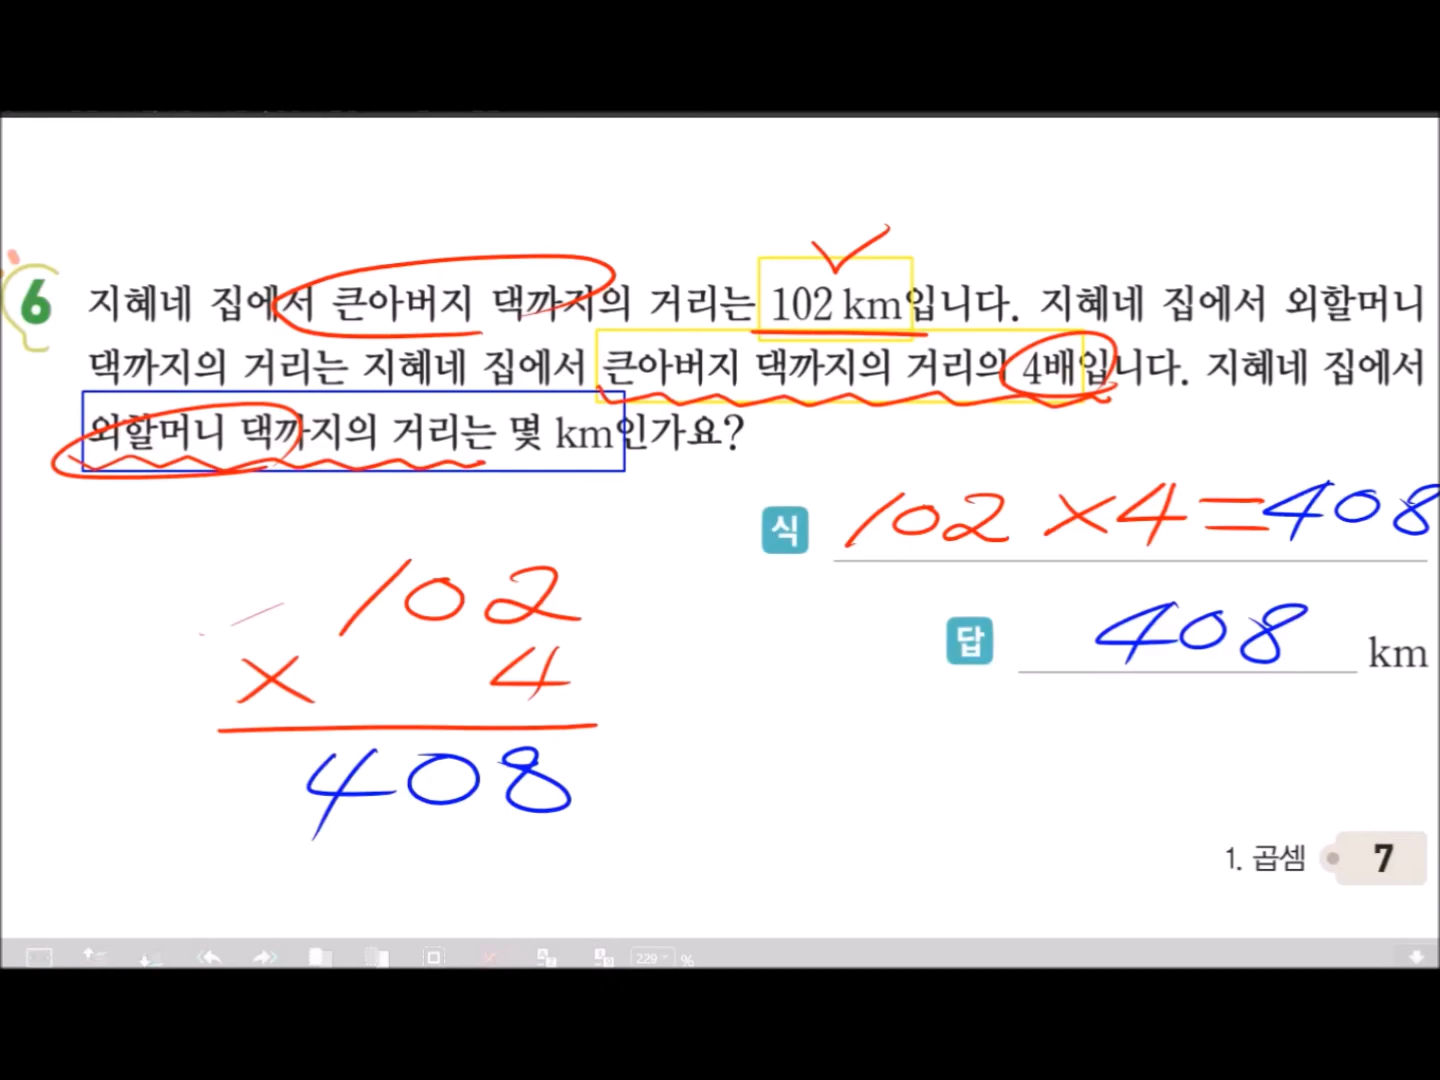 6 지혜네 집에서 큰아버지 댁까지의 거리는 102 km입니다. 지혜네 집에서 외할머니
댁까지의 거리는 지혜네 집에서 큰아버지 댁까지의 거리의 4배입니다. 지혜네 집에서
외할머니 댁까지의 거리는 몇 km인가요?
식 102 × 4 = 408
답 408 km
102
× 4
408
1. 곱셈 7
229 %